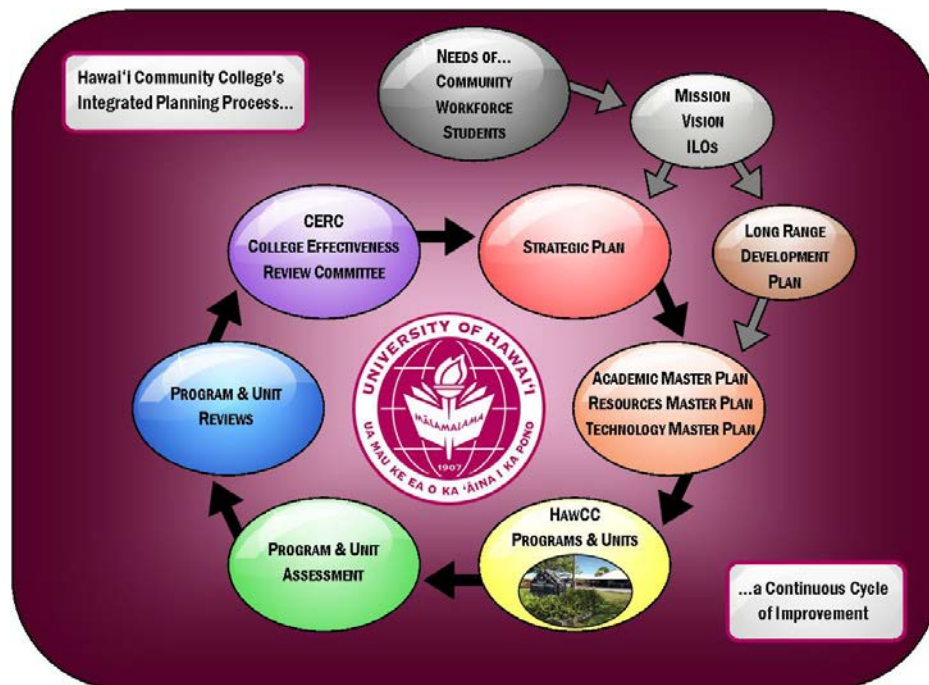 Hawai‘i Community College's
Integrated Planning Process...
NEEDS OF...
COMMUNITY
WORKFORCE
STUDENTS
MISSION
VISION
ILOs
CERC
COLLEGE EFFECTIVENESS
REVIEW COMMITTEE
STRATEGIC PLAN
LONG RANGE
DEVELOPMENT
PLAN
PROGRAM & UNIT
REVIEWS
UNIVERSITY OF HAWAI‘I
MĀLAMALAMA
1907
UA MAU KE EA O KA ‘ĀINA I KA PONO
ACADEMIC MASTER PLAN
RESOURCES MASTER PLAN
TECHNOLOGY MASTER PLAN
PROGRAM & UNIT
ASSESSMENT
HAWCC
PROGRAMS & UNITS
...a Continuous Cycle
of Improvement